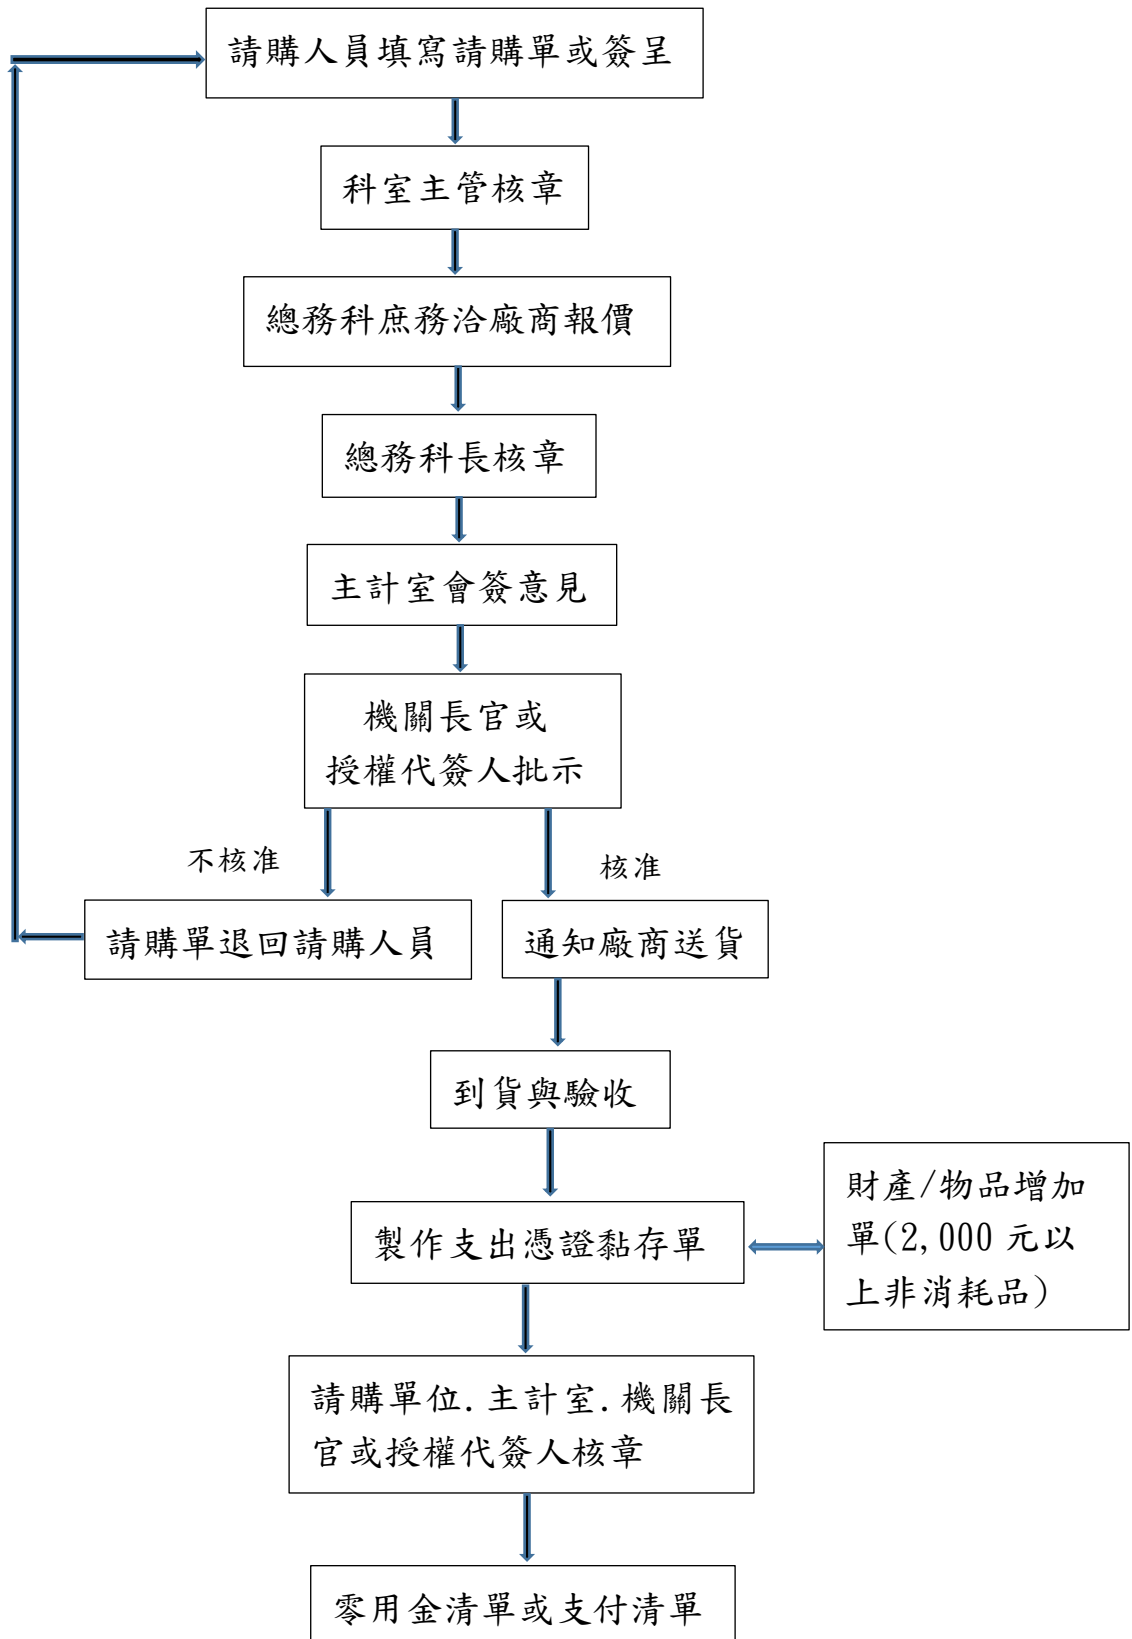 請購人員填寫請購單或簽呈
科室主管核章
總務科庶務洽廠商報價
總務科長核章
主計室會簽意見
機關長官或
授權代簽人批示
不核准
核准
請購單退回請購人員
通知廠商送貨
到貨與驗收
製作支出憑證黏存單
財產/物品增加
單(2,000 元以
上非消耗品)
請購單位.主計室.機關長
官或授權代簽人核章
零用金清單或支付清單